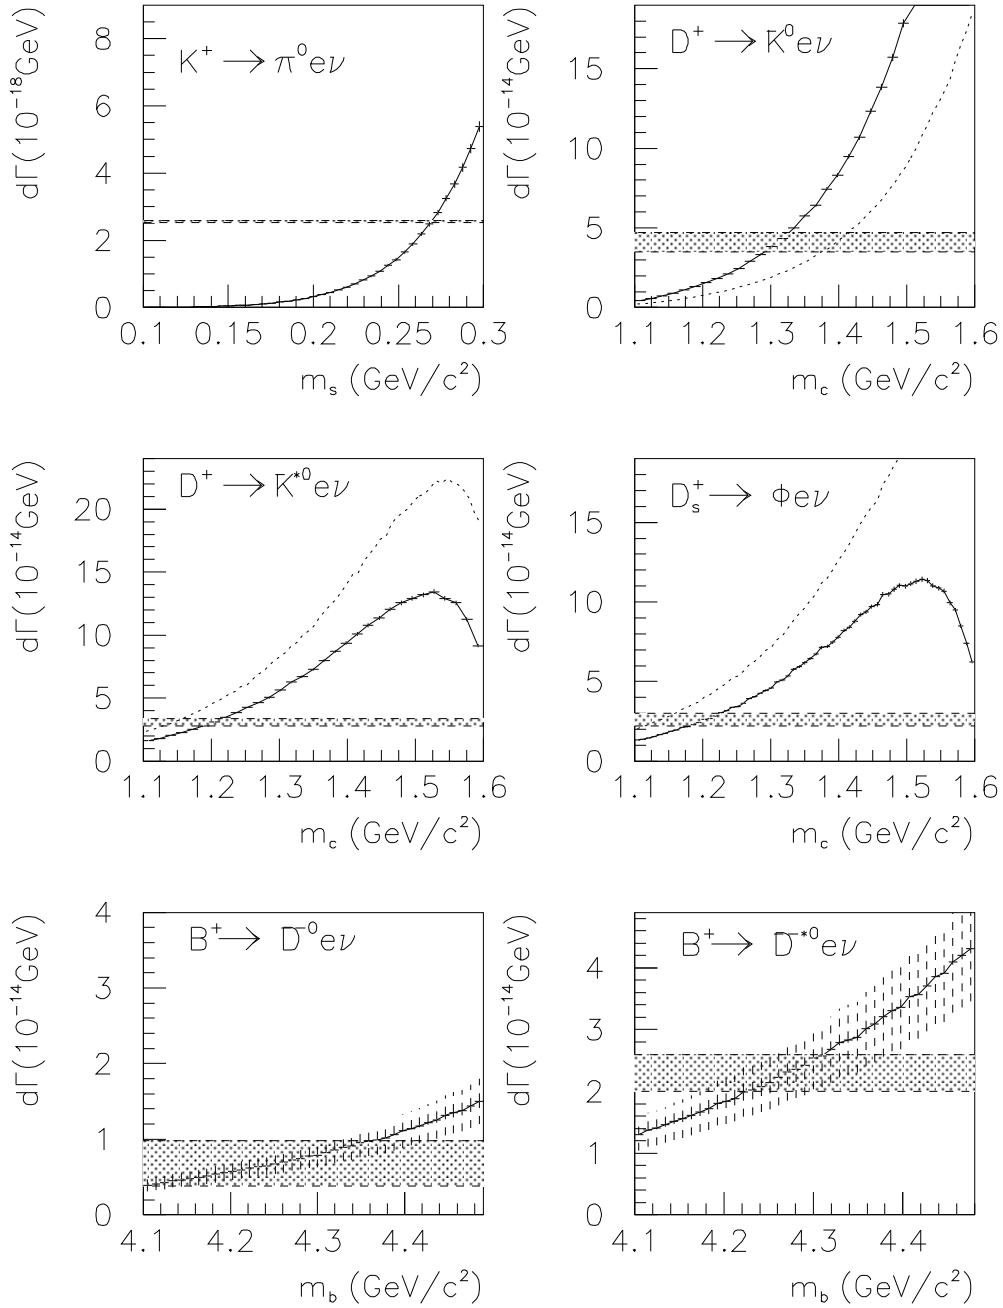 dΓ(10⁻¹⁸GeV)
K⁺ → π⁰eν
8
6
4
2
0
0.1 0.15 0.2 0.25 0.3
mₛ (GeV/c²)
dΓ(10⁻¹⁴GeV)
D⁺ → K̄⁰eν
15
10
5
0
1.1 1.2 1.3 1.4 1.5 1.6
m_c (GeV/c²)
dΓ(10⁻¹⁴GeV)
D⁺ → K̄*⁰eν
20
15
10
5
0
1.1 1.2 1.3 1.4 1.5 1.6
m_c (GeV/c²)
dΓ(10⁻¹⁴GeV)
Dₛ⁺ → Φeν
15
10
5
0
1.1 1.2 1.3 1.4 1.5 1.6
m_c (GeV/c²)
dΓ(10⁻¹⁴GeV)
B⁺ → D̄⁰eν
4
3
2
1
0
4.1 4.2 4.3 4.4
m_b (GeV/c²)
dΓ(10⁻¹⁴GeV)
B⁺ → D̄*⁰eν
4
3
2
1
0
4.1 4.2 4.3 4.4
m_b (GeV/c²)